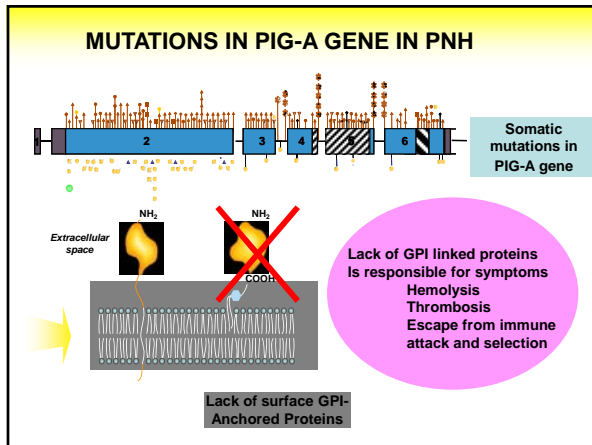 MUTATIONS IN PIG-A GENE IN PNH
1 2 3 4 5 6
Somatic
mutations in
PIG-A gene
NH2
NH2
Extracellular
space
COOH
Lack of GPI linked proteins
Is responsible for symptoms
Hemolysis
Thrombosis
Escape from immune
attack and selection
Lack of surface GPI-
Anchored Proteins